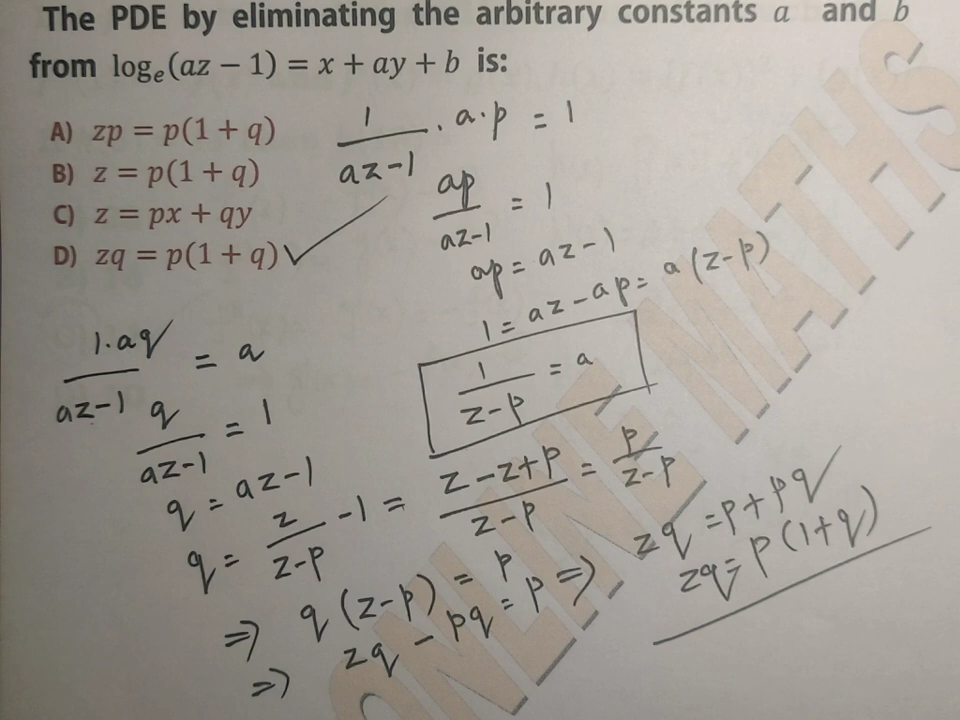 The PDE by eliminating the arbitrary constants a and b
from logₑ(az − 1) = x + ay + b is:
A) zp = p(1 + q)
B) z = p(1 + q)
C) z = px + qy
D) zq = p(1 + q) ✓
1/(az-1) . a.p = 1
ap/(az-1) = 1
ap = az-1
1 = az-ap = a(z-p)
1/(z-p) = a
1.aq/(az-1) = a
q/(az-1) = 1
q = az-1
q = z/(z-p) -1 = (z-z+p)/(z-p) = p/(z-p)
⇒ q(z-p) = p
⇒ zq - pq = p ⇒ zq = p+pq
zq = p(1+q)
ONLINE MATHS